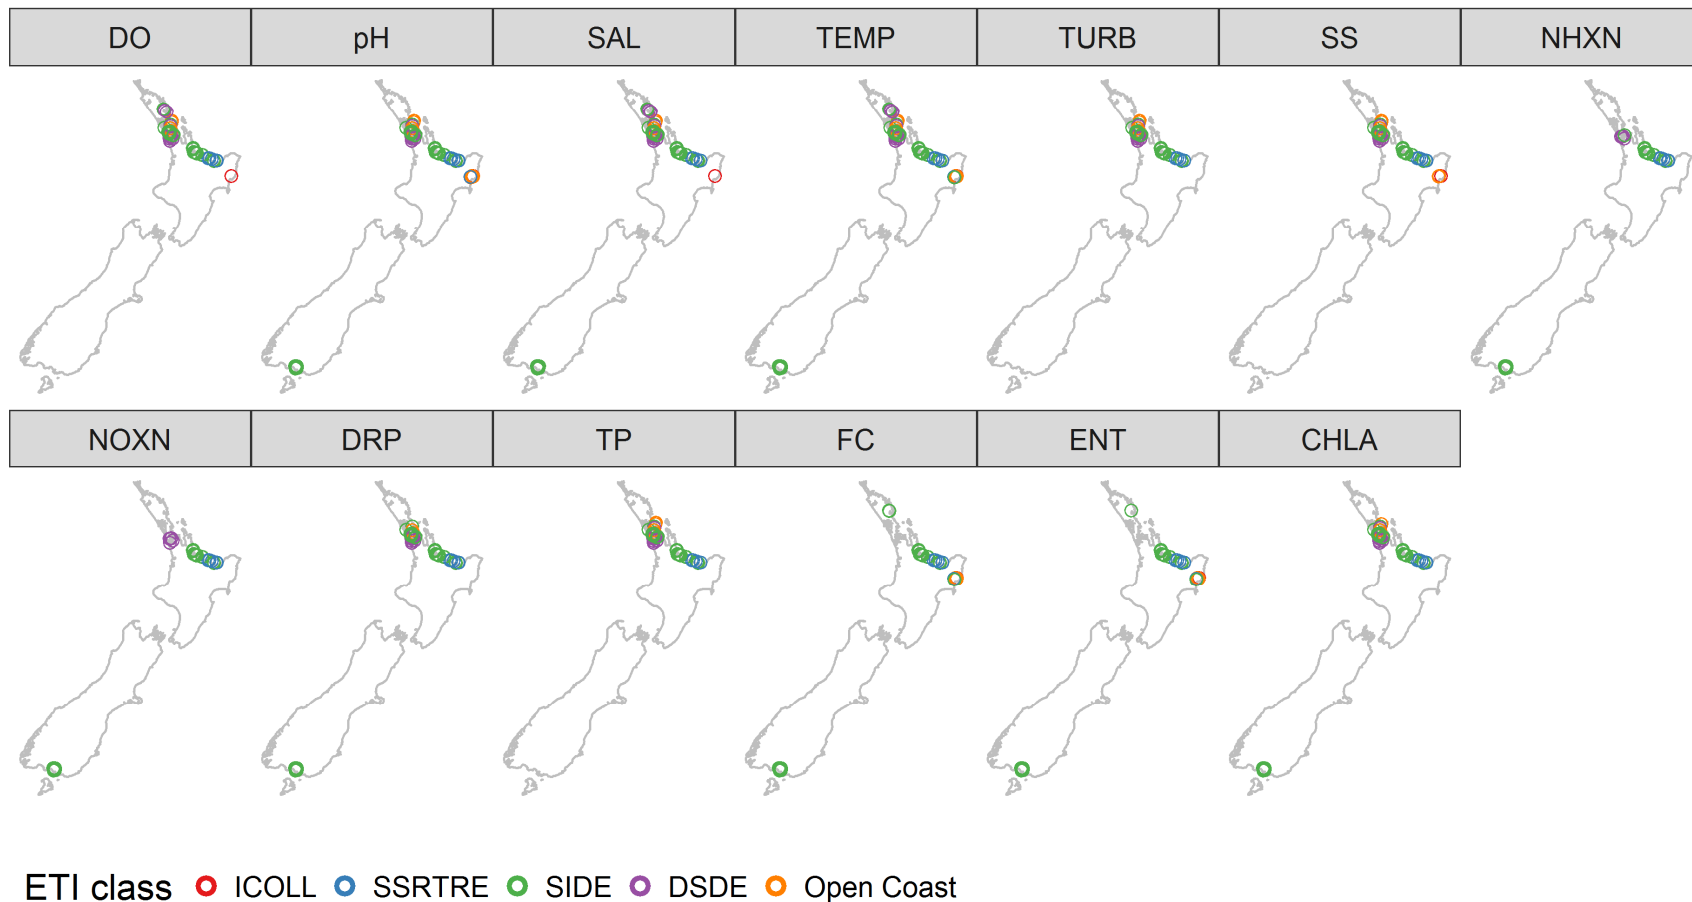 DO pH SAL TEMP TURB SS NHXN
NOXN DRP TP FC ENT CHLA
ETI class ICOLL SSRTRE SIDE DSDE Open Coast